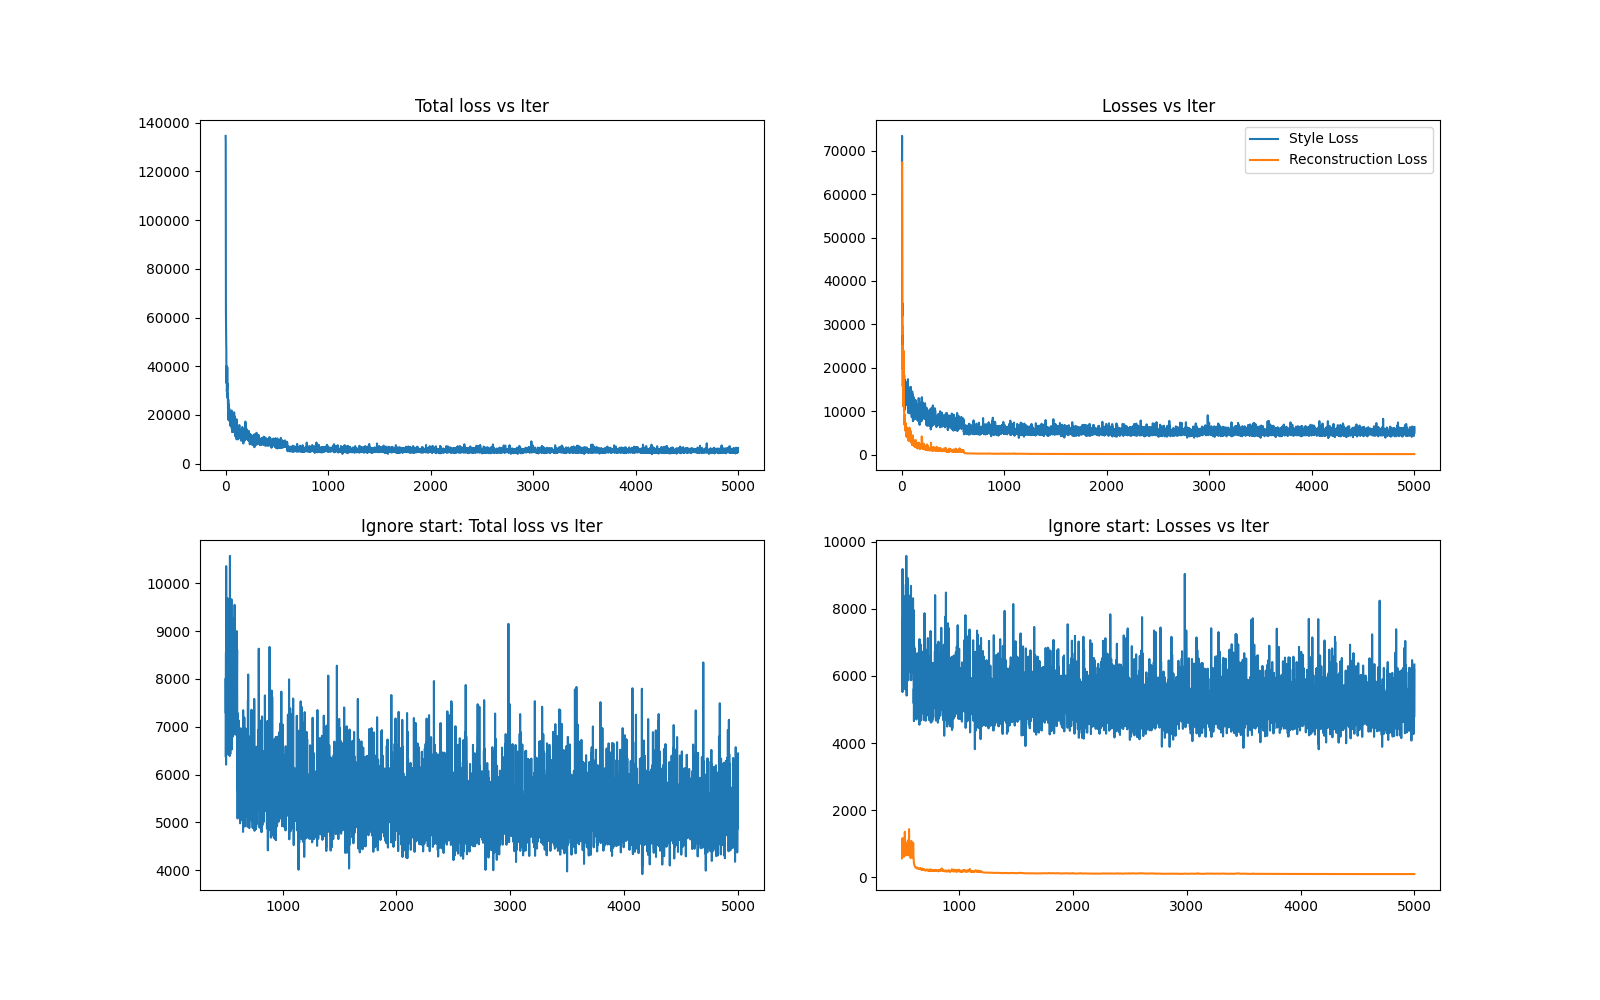 Total loss vs Iter
140000
120000
100000
80000
60000
40000
20000
0
0 1000 2000 3000 4000 5000
Losses vs Iter
Style Loss
Reconstruction Loss
70000
60000
50000
40000
30000
20000
10000
0
0 1000 2000 3000 4000 5000
Ignore start: Total loss vs Iter
10000
9000
8000
7000
6000
5000
4000
1000 2000 3000 4000 5000
Ignore start: Losses vs Iter
10000
8000
6000
4000
2000
0
1000 2000 3000 4000 5000